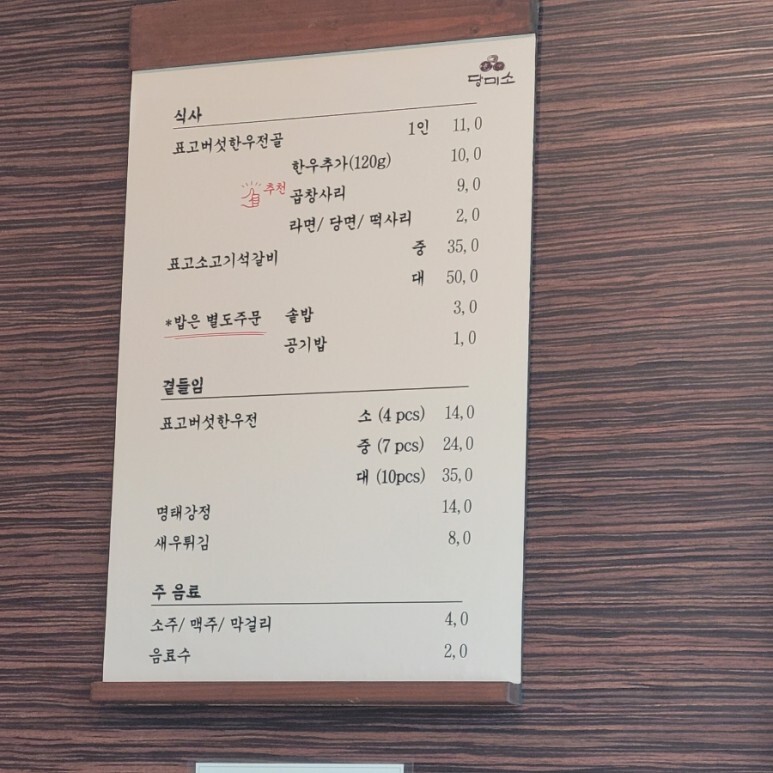 당미소
식사
표고버섯한우전골 1인 11,0
한우추가(120g) 10,0
추천 곱창사리 9,0
라면/ 당면/ 떡사리 2,0
표고소고기석갈비 중 35,0
대 50,0
*밥은 별도주문 솥밥 3,0
공기밥 1,0
곁들임
표고버섯한우전 소 (4 pcs) 14,0
중 (7 pcs) 24,0
대 (10pcs) 35,0
명태강정 14,0
새우튀김 8,0
주 음료
소주/ 맥주/ 막걸리 4,0
음료수 2,0